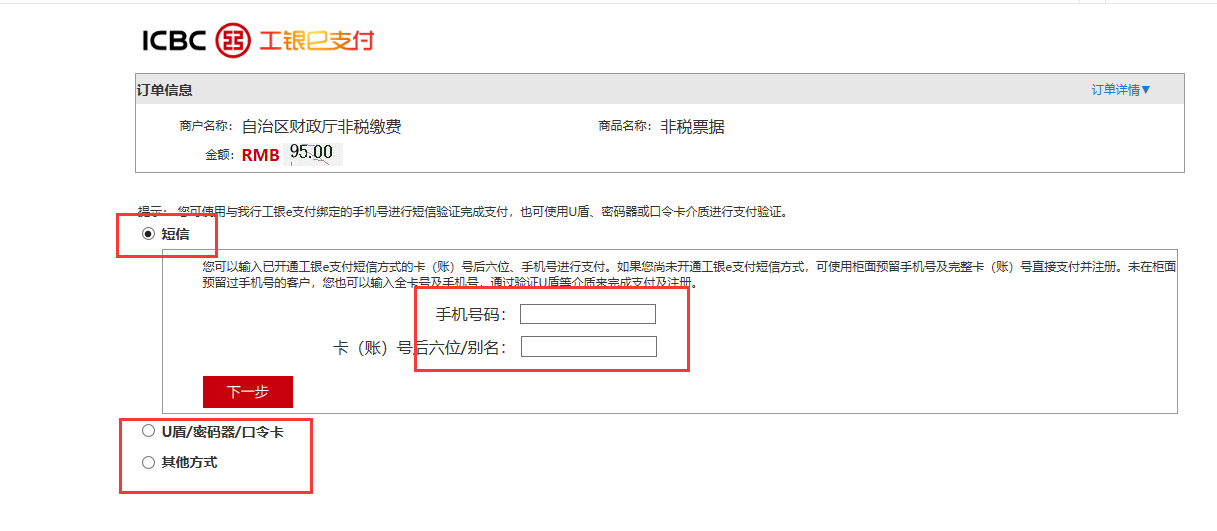 ICBC 工银e支付
订单信息 订单详情▼
商户名称： 自治区财政厅非税缴费 商品名称： 非税票据
金额： RMB 95.00
提示： 您可使用与我行工银e支付绑定的手机号进行短信验证完成支付，也可使用U盾、密码器或口令卡介质进行支付验证。
短信
您可以输入已开通工银e支付短信方式的卡（账）号后六位、手机号进行支付。如果您尚未开通工银e支付短信方式，可使用柜面预留手机号及完整卡（账）号直接支付并注册。未在柜面
预留过手机号的客户，您也可以输入全卡号及手机号，通过验证U盾等介质来完成支付及注册。
手机号码：
卡（账）号后六位/别名：
下一步
U盾/密码器/口令卡
其他方式